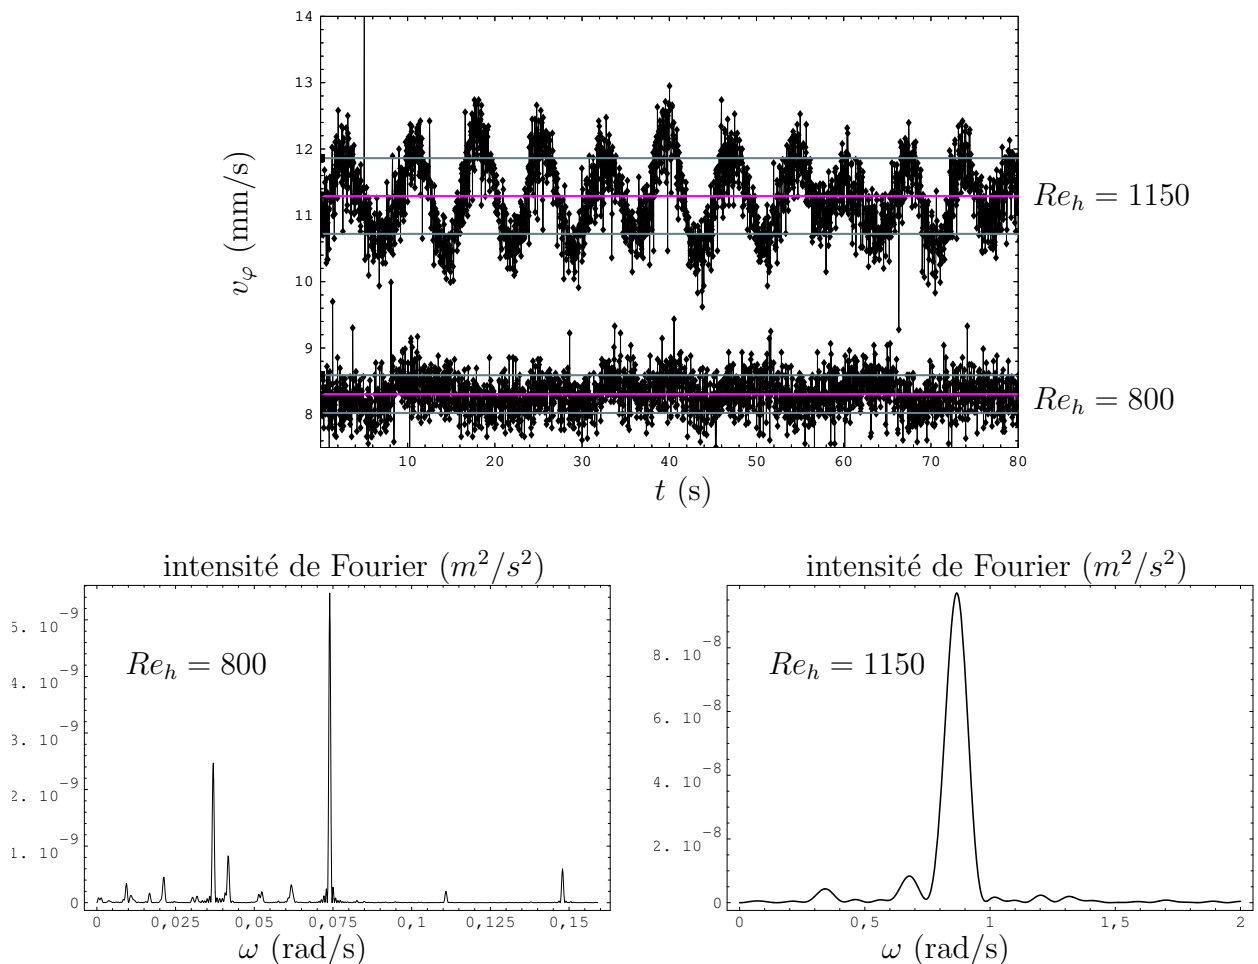 14
13
12
11
10
9
8
v_φ (mm/s)
Re_h = 1150
Re_h = 800
10 20 30 40 50 60 70 80
t (s)
intensité de Fourier (m²/s²)
5. 10⁻⁹
4. 10⁻⁹
3. 10⁻⁹
2. 10⁻⁹
1. 10⁻⁹
0
Re_h = 800
0 0,025 0,05 0,075 0,1 0,125 0,15
ω (rad/s)
intensité de Fourier (m²/s²)
8. 10⁻⁸
6. 10⁻⁸
4. 10⁻⁸
2. 10⁻⁸
0
Re_h = 1150
0 0,5 1 1,5 2
ω (rad/s)